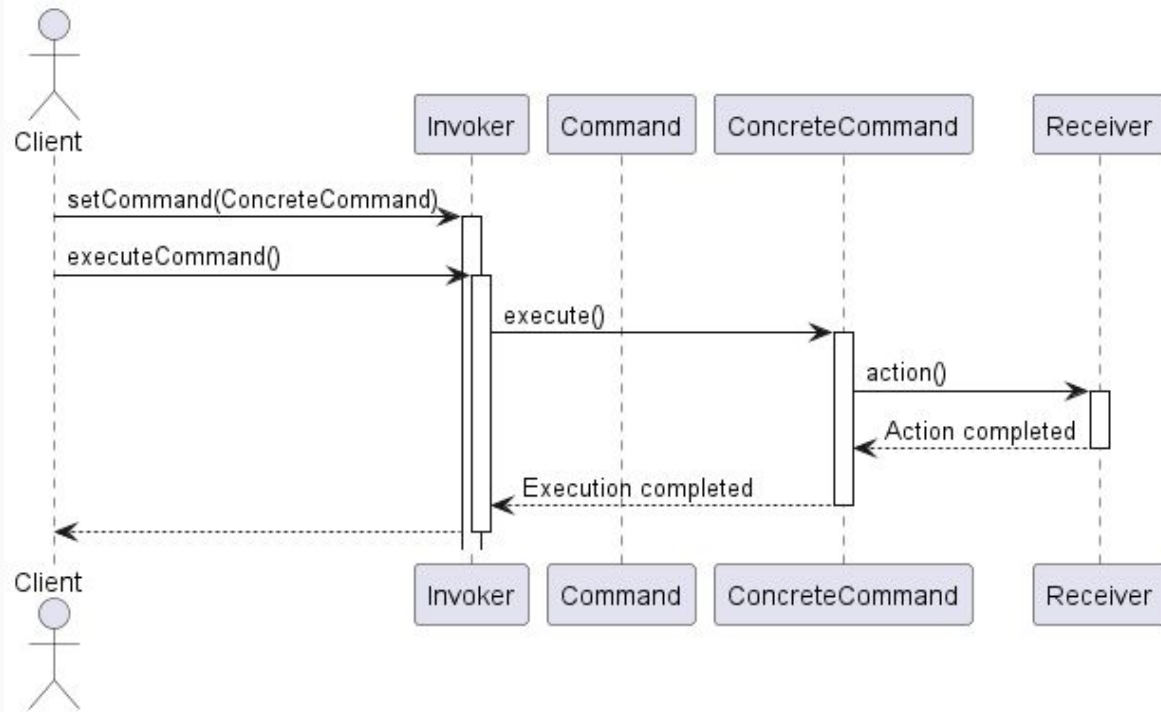 Client
Invoker
Command
ConcreteCommand
Receiver
setCommand(ConcreteCommand)
executeCommand()
execute()
action()
Action completed
Execution completed
Client
Invoker
Command
ConcreteCommand
Receiver